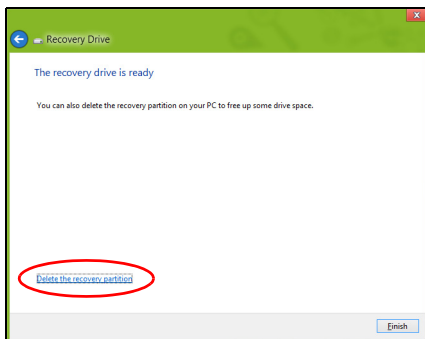 Recovery Drive
The recovery drive is ready
You can also delete the recovery partition on your PC to free up some drive space.
Delete the recovery partition
Finish